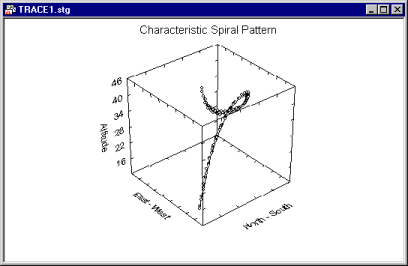 TRACE1.stg
Characteristic Spiral Pattern
46
40
34
28
22
16
Altitude
East - West
North - South